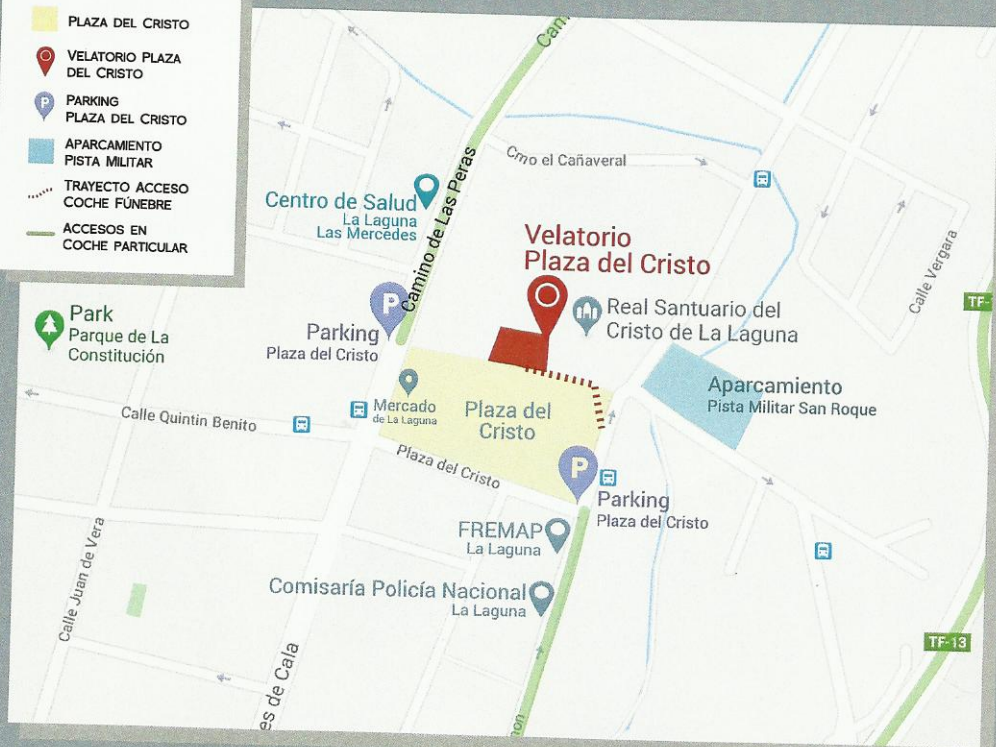 PLAZA DEL CRISTO
VELATORIO PLAZA
DEL CRISTO
P
PARKING
PLAZA DEL CRISTO
APARCAMIENTO
PISTA MILITAR
TRAYECTO ACCESO
COCHE FÚNEBRE
ACCESOS EN
COCHE PARTICULAR
Cmo el Cañaveral
Centro de Salud
La Laguna
Las Mercedes
Camino de Las Peras
Velatorio
Plaza del Cristo
Calle Vergara
Real Santuario del
Cristo de La Laguna
Park
Parque de La
Constitución
P
Parking
Plaza del Cristo
Aparcamiento
Pista Militar San Roque
Mercado
de La Laguna
Plaza del
Cristo
Calle Quintin Benito
Plaza del Cristo
P
Parking
Plaza del Cristo
FREMAP
La Laguna
Calle Juan de Vera
Comisaría Policía Nacional
La Laguna
TF-13
es de Cala